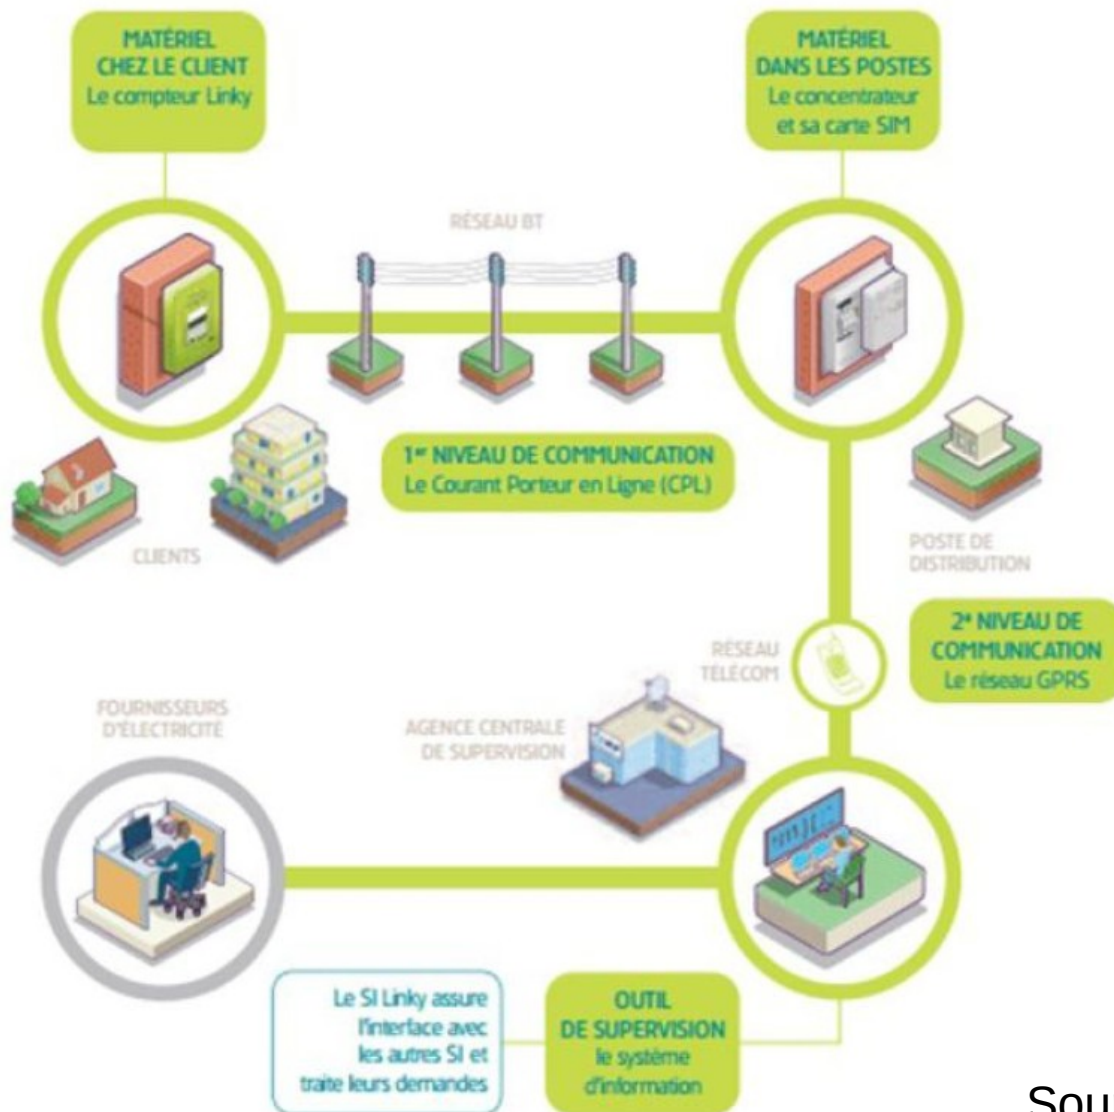 MATÉRIEL
CHEZ LE CLIENT
Le compteur Linky
MATÉRIEL
DANS LES POSTES
Le concentrateur
et sa carte SIM
RÉSEAU BT
1er NIVEAU DE COMMUNICATION
Le Courant Porteur en Ligne (CPL)
CLIENTS
POSTE DE
DISTRIBUTION
2e NIVEAU DE
COMMUNICATION
Le réseau GPRS
RÉSEAU
TÉLÉCOM
AGENCE CENTRALE
DE SUPERVISION
FOURNISSEURS
D'ÉLECTRICITÉ
Le SI Linky assure
l'interface avec
les autres SI et
traite leurs demandes
OUTIL
DE SUPERVISION
le système
d'information
Sou